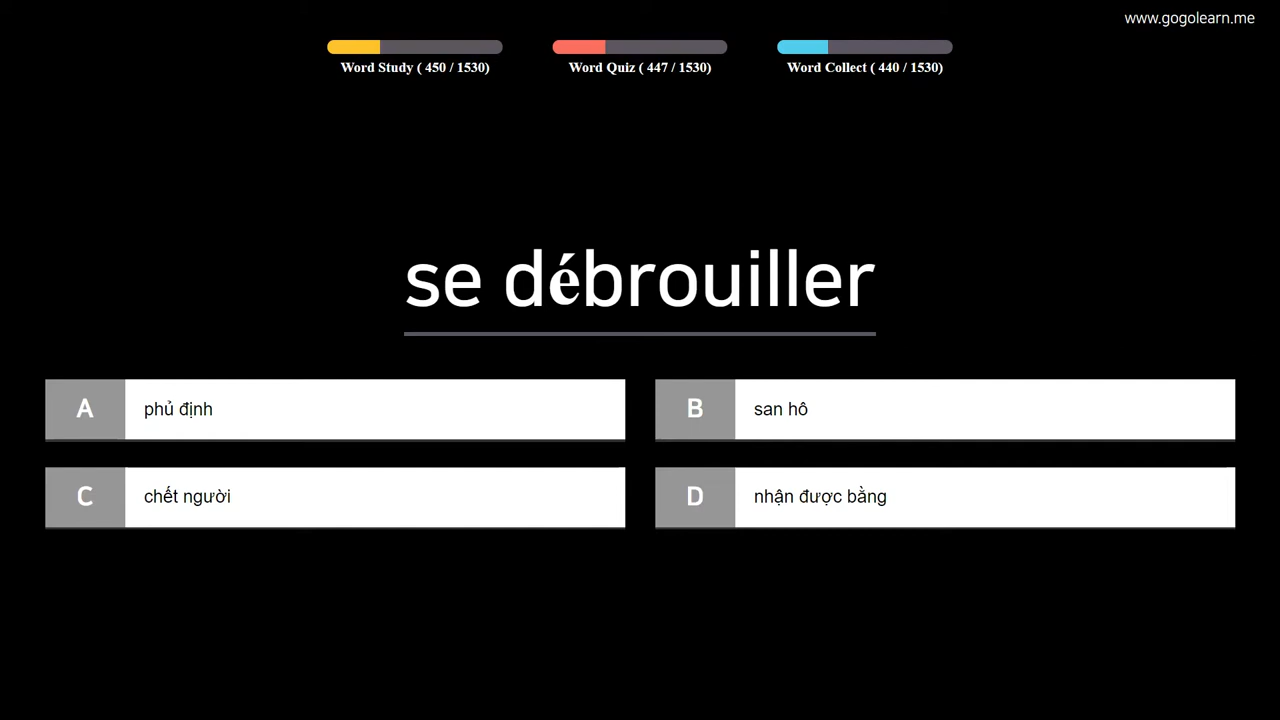 www.gogolearn.me
Word Study ( 450 / 1530)
Word Quiz ( 447 / 1530)
Word Collect ( 440 / 1530)
se débrouiller
A phủ định
B san hô
C chết người
D nhận được bằng